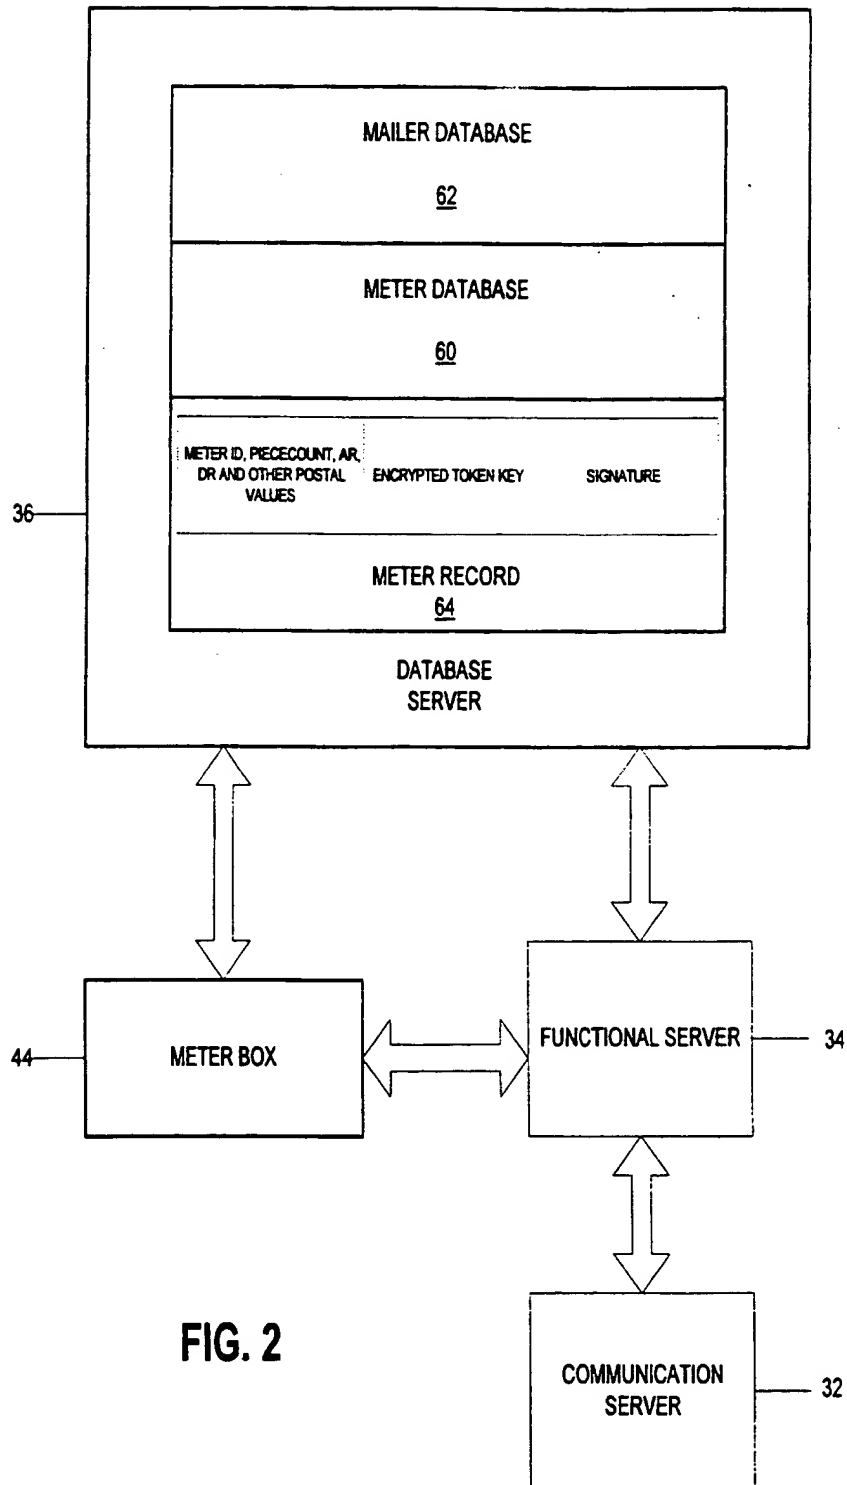 MAILER DATABASE
62
METER DATABASE
60
METER ID, PIECECOUNT, AR,
DR AND OTHER POSTAL
VALUES
ENCRYPTED TOKEN KEY
SIGNATURE
36
METER RECORD
64
DATABASE
SERVER
44
METER BOX
FUNCTIONAL SERVER
34
FIG. 2
COMMUNICATION
SERVER
32